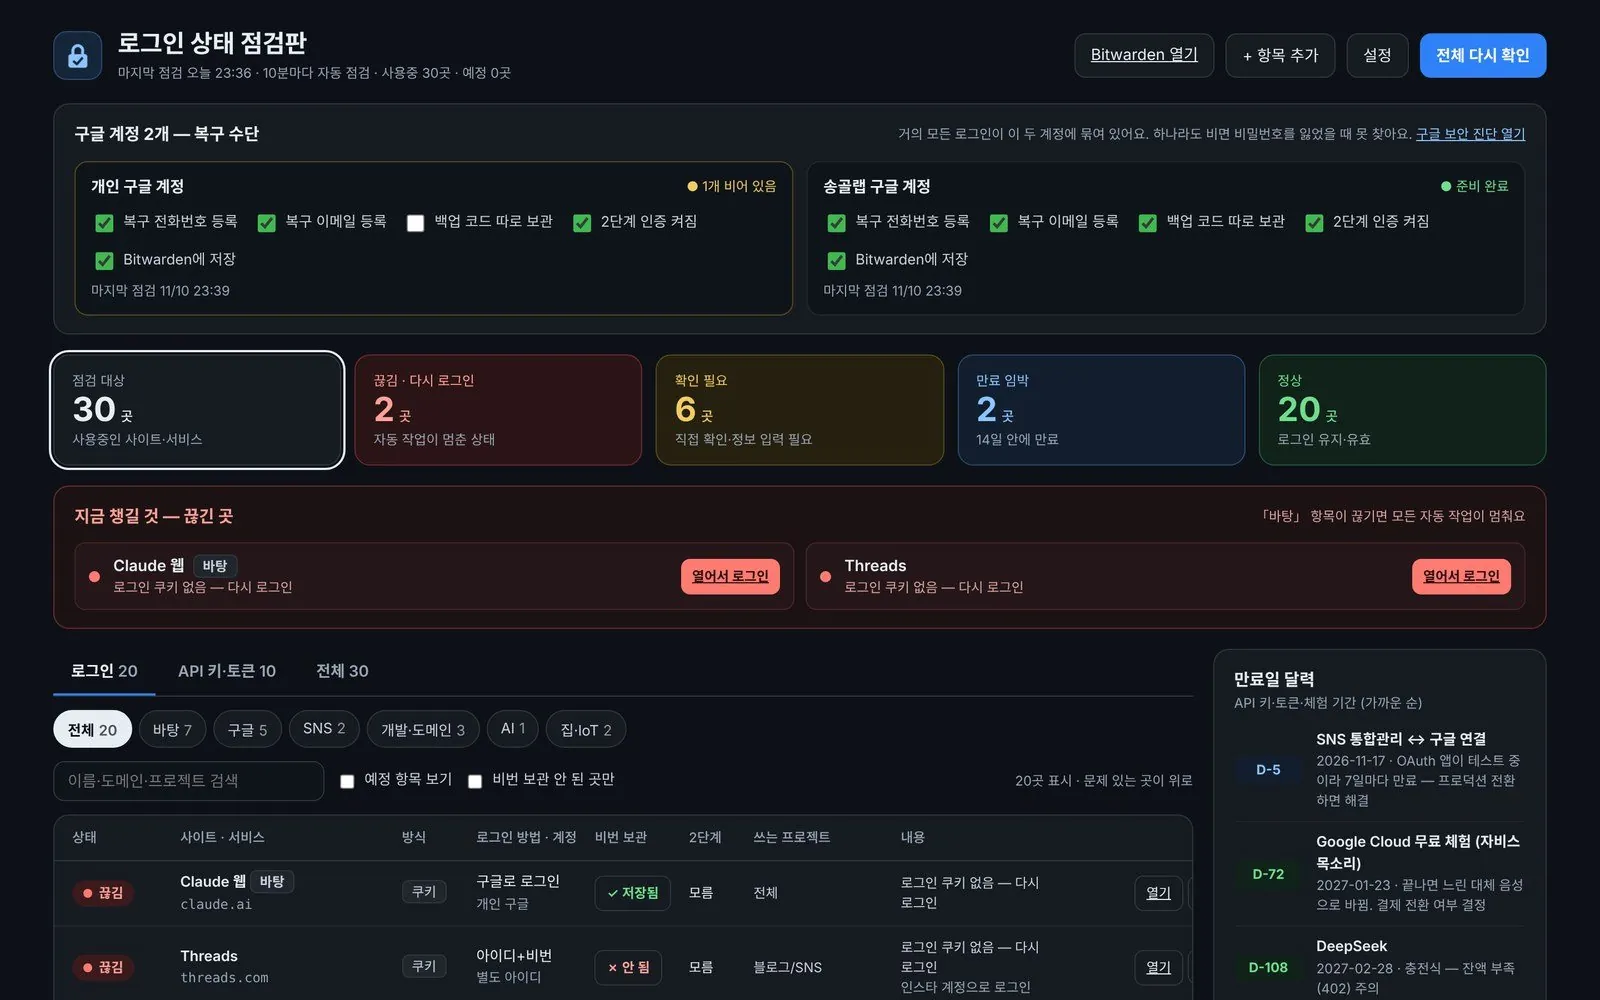 로그인 상태 점검판
마지막 점검 오늘 23:36 · 10분마다 자동 점검 · 사용중 30곳 · 예정 0곳
Bitwarden 열기
+ 항목 추가
설정
전체 다시 확인
구글 계정 2개 — 복구 수단
거의 모든 로그인이 이 두 계정에 묶여 있어요. 하나라도 비면 비밀번호를 잃었을 때 못 찾아요. 구글 보안 진단 열기
개인 구글 계정
1개 비어 있음
복구 전화번호 등록
복구 이메일 등록
백업 코드 따로 보관
2단계 인증 켜짐
Bitwarden에 저장
마지막 점검 11/10 23:39
송골랩 구글 계정
준비 완료
복구 전화번호 등록
복구 이메일 등록
백업 코드 따로 보관
2단계 인증 켜짐
Bitwarden에 저장
마지막 점검 11/10 23:39
점검 대상
30 곳
사용중인 사이트·서비스
끊김 · 다시 로그인
2 곳
자동 작업이 멈춘 상태
확인 필요
6 곳
직접 확인·정보 입력 필요
만료 임박
2 곳
14일 안에 만료
정상
20 곳
로그인 유지·유효
지금 챙길 것 — 끊긴 곳
「바탕」 항목이 끊기면 모든 자동 작업이 멈춰요
Claude 웹 바탕
로그인 쿠키 없음 — 다시 로그인
열어서 로그인
Threads
로그인 쿠키 없음 — 다시 로그인
열어서 로그인
로그인 20
API 키·토큰 10
전체 30
전체 20
바탕 7
구글 5
SNS 2
개발·도메인 3
AI 1
집·IoT 2
이름·도메인·프로젝트 검색
예정 항목 보기
비번 보관 안 된 곳만
20곳 표시 · 문제 있는 곳이 위로
상태
사이트 · 서비스
방식
로그인 방법 · 계정
비번 보관
2단계
쓰는 프로젝트
내용
끊김
Claude 웹 바탕
claude.ai
쿠키
구글로 로그인
개인 구글
✓ 저장됨
모름
전체
로그인 쿠키 없음 — 다시
로그인
열기
끊김
Threads
threads.com
쿠키
아이디+비번
별도 아이디
× 안 됨
모름
블로그/SNS
로그인 쿠키 없음 — 다시
로그인
인스타 계정으로 로그인
열기
만료일 달력
API 키·토큰·체험 기간 (가까운 순)
D-5
SNS 통합관리 ↔ 구글 연결
2026-11-17 · OAuth 앱이 테스트 중
이라 7일마다 만료 — 프로덕션 전환
하면 해결
D-72
Google Cloud 무료 체험 (자비스
목소리)
2027-01-23 · 끝나면 느린 대체 음성
으로 바뀜. 결제 전환 여부 결정
D-108
DeepSeek
2027-02-28 · 충전식 — 잔액 부족
(402) 주의